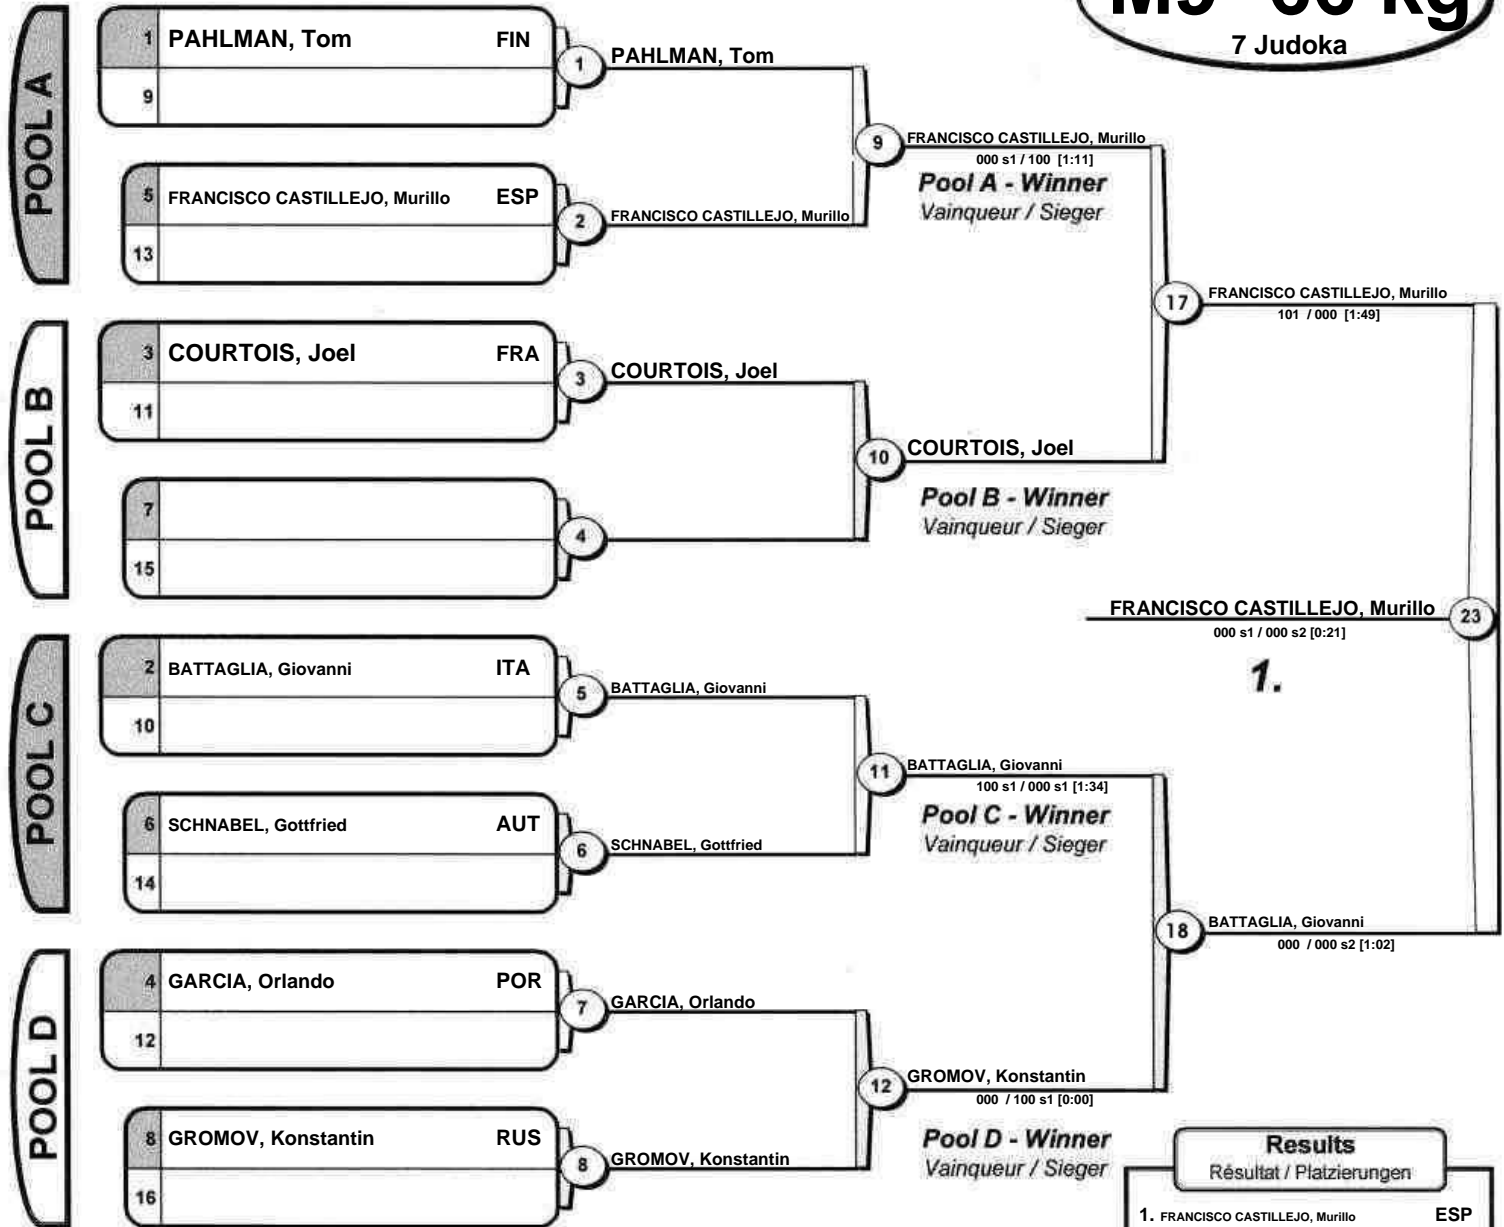 M9 -66 kg
7 Judoka
POOL A
1 PAHLMAN, Tom FIN
9
5 FRANCISCO CASTILLEJO, Murillo ESP
13
1 PAHLMAN, Tom
2 FRANCISCO CASTILLEJO, Murillo
9 FRANCISCO CASTILLEJO, Murillo
000 s1 / 100 [1:11]
Pool A - Winner
Vainqueur / Sieger
POOL B
3 COURTOIS, Joel FRA
11
7
15
3 COURTOIS, Joel
4
10 COURTOIS, Joel
Pool B - Winner
Vainqueur / Sieger
17 FRANCISCO CASTILLEJO, Murillo
101 / 000 [1:49]
FRANCISCO CASTILLEJO, Murillo 23
000 s1 / 000 s2 [0:21]
1.
POOL C
2 BATTAGLIA, Giovanni ITA
10
6 SCHNABEL, Gottfried AUT
14
5 BATTAGLIA, Giovanni
6 SCHNABEL, Gottfried
11 BATTAGLIA, Giovanni
100 s1 / 000 s1 [1:34]
Pool C - Winner
Vainqueur / Sieger
POOL D
4 GARCIA, Orlando POR
12
8 GROMOV, Konstantin RUS
16
7 GARCIA, Orlando
8 GROMOV, Konstantin
12 GROMOV, Konstantin
000 / 100 s1 [0:00]
Pool D - Winner
Vainqueur / Sieger
18 BATTAGLIA, Giovanni
000 / 000 s2 [1:02]
Results
Résultat / Platzierungen
1. FRANCISCO CASTILLEJO, Murillo ESP